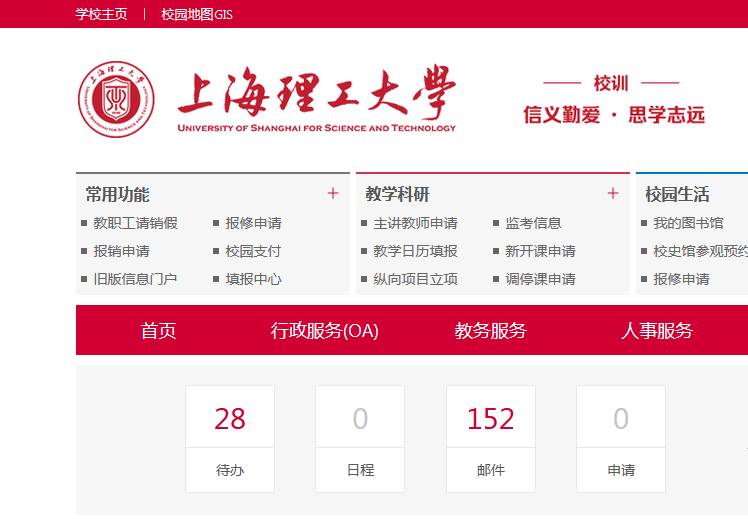 学校主页 | 校园地图GIS
上海理工大学
UNIVERSITY OF SHANGHAI FOR SCIENCE AND TECHNOLOGY
校训
信义勤爱 · 思学志远
常用功能 +
教职工请销假 报修申请
报销申请 校园支付
旧版信息门户 填报中心
教学科研 +
主讲教师申请 监考信息
教学日历填报 新开课申请
纵向项目立项 调停课申请
校园生活
我的图书馆
校史馆参观预约
报修申请
首页 行政服务(OA) 教务服务 人事服务
28 0 152 0
待办 日程 邮件 申请